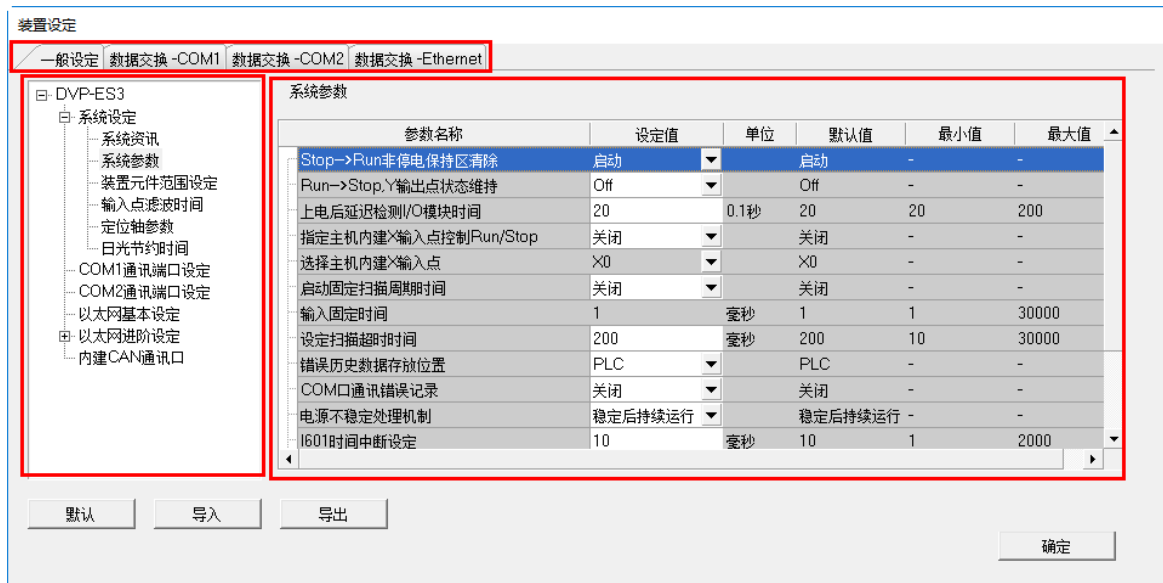 装置设定
一般设定 数据交换 -COM1 数据交换 -COM2 数据交换 -Ethernet
DVP-ES3
系统设定
系统资讯
系统参数
装置元件范围设定
输入点滤波时间
定位轴参数
日光节约时间
COM1通讯端口设定
COM2通讯端口设定
以太网基本设定
以太网进阶设定
内建CAN通讯口
系统参数
参数名称 设定值 单位 默认值 最小值 最大值
Stop->Run非停电保持区清除 启动 启动 - -
Run->Stop,Y输出点状态维持 Off Off - -
上电后延迟检测I/O模块时间 20 0.1秒 20 20 200
指定主机内建X输入点控制Run/Stop 关闭 关闭 - -
选择主机内建X输入点 X0 X0 - -
启动固定扫描周期时间 关闭 关闭 - -
输入固定时间 1 毫秒 1 1 30000
设定扫描超时时间 200 毫秒 200 10 30000
错误历史数据存放位置 PLC PLC - -
COM口通讯错误记录 关闭 关闭 - -
电源不稳定处理机制 稳定后持续运行 稳定后持续运行 - -
I601时间中断设定 10 毫秒 10 1 2000
默认 导入 导出
确定